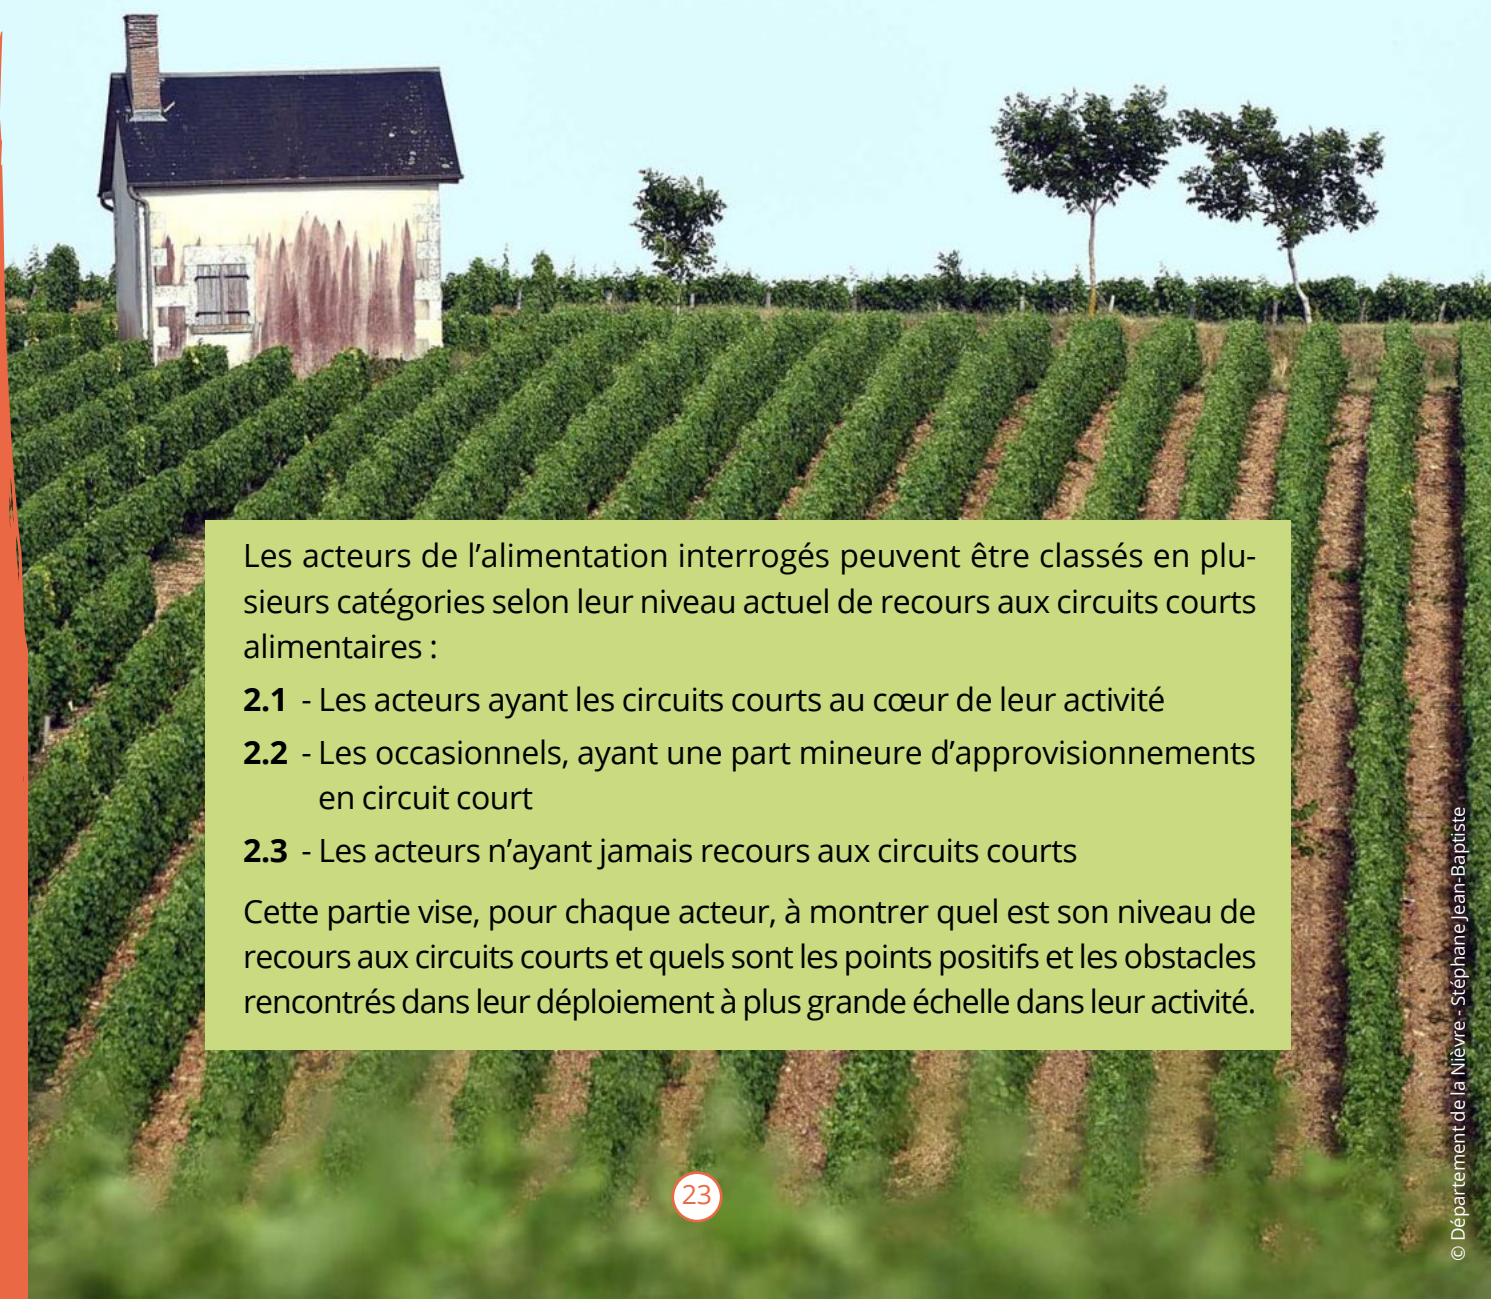 Les acteurs de l’alimentation interrogés peuvent être classés en plu-
sieurs catégories selon leur niveau actuel de recours aux circuits courts
alimentaires :
2.1 - Les acteurs ayant les circuits courts au cœur de leur activité
2.2 - Les occasionnels, ayant une part mineure d’approvisionnements
en circuit court
2.3 - Les acteurs n’ayant jamais recours aux circuits courts
Cette partie vise, pour chaque acteur, à montrer quel est son niveau de
recours aux circuits courts et quels sont les points positifs et les obstacles
rencontrés dans leur déploiement à plus grande échelle dans leur activité.
23
© Département de la Nièvre - Stéphane Jean-Baptiste